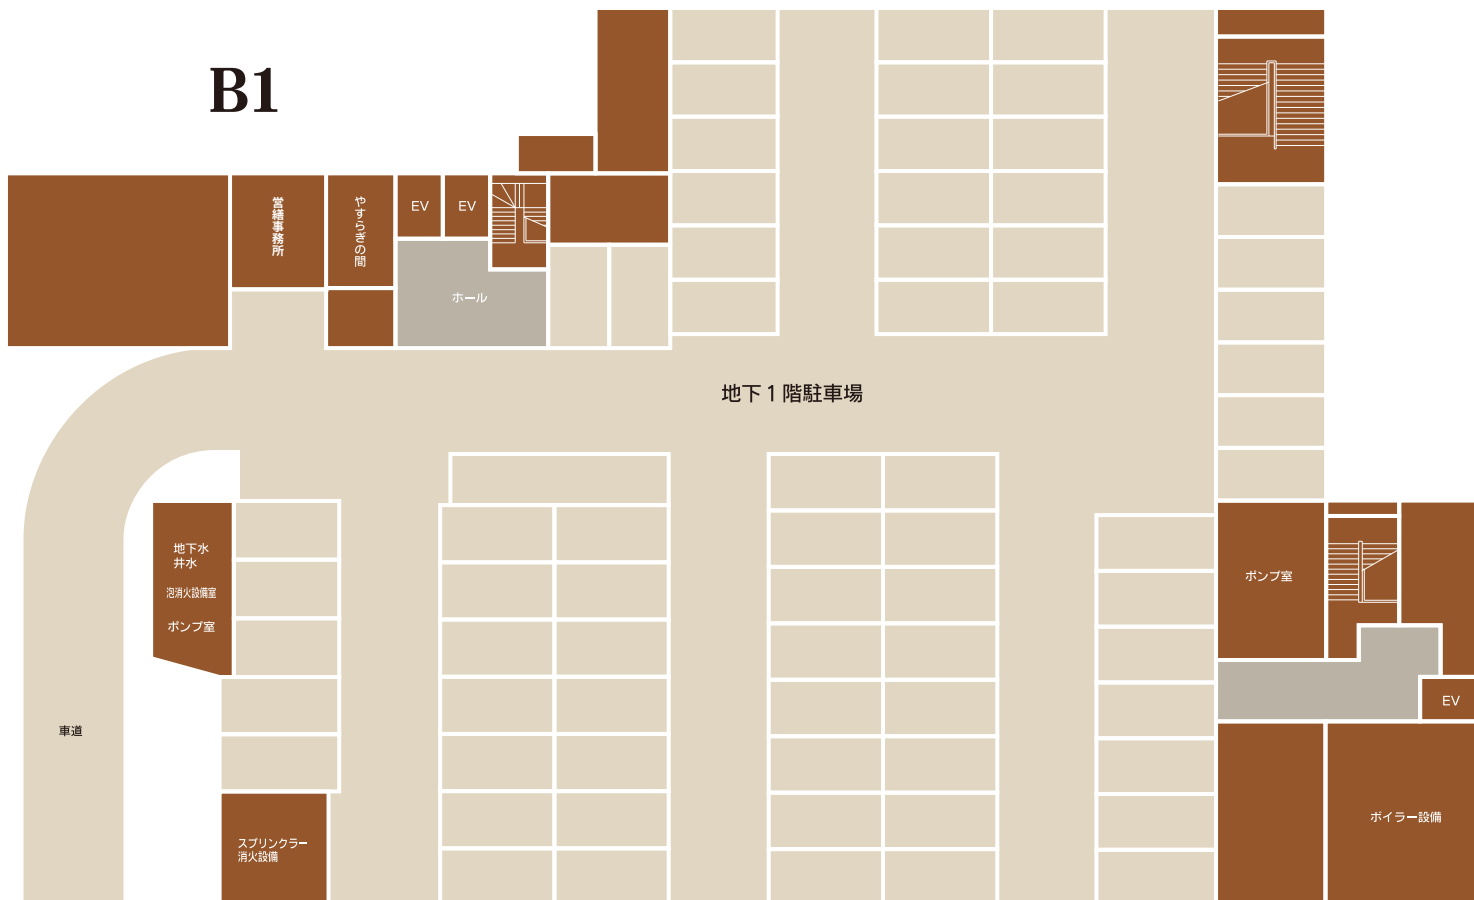 B1
営繕事務所
やすらぎの間
EV
EV
ホール
地下1階駐車場
地下水
井水
泡消火設備室
ポンプ室
ポンプ室
EV
車道
ボイラー設備
スプリンクラー
消火設備